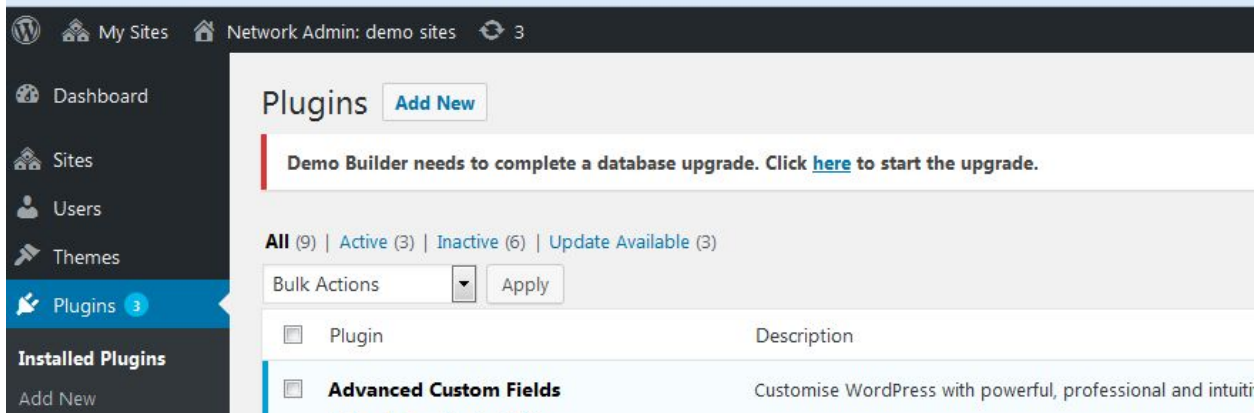 My Sites Network Admin: demo sites 3
Dashboard
Sites
Users
Themes
Plugins 3
Installed Plugins
Add New
Plugins Add New
Demo Builder needs to complete a database upgrade. Click here to start the upgrade.
All (9) | Active (3) | Inactive (6) | Update Available (3)
Bulk Actions Apply
Plugin Description
Advanced Custom Fields Customise WordPress with powerful, professional and